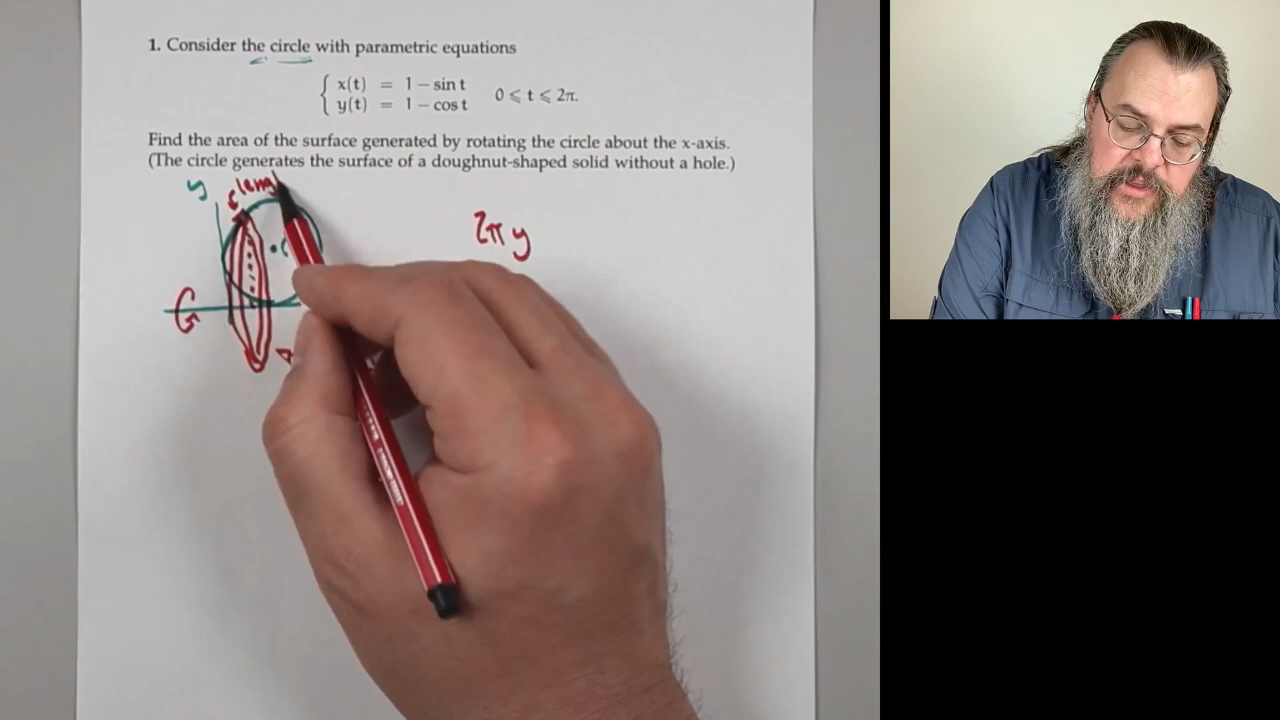 1. Consider the circle with parametric equations
x(t) = 1 − sin t
y(t) = 1 − cos t
0 ⩽ t ⩽ 2π.
Find the area of the surface generated by rotating the circle about the x-axis.
(The circle generates the surface of a doughnut-shaped solid without a hole.)
y
2π y